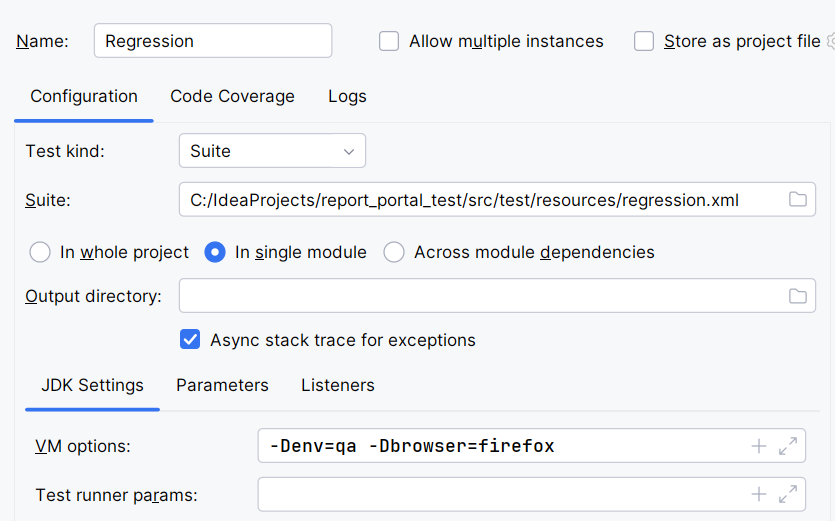 Name: Regression Allow multiple instances Store as project file
Configuration Code Coverage Logs
Test kind: Suite
Suite: C:/IdeaProjects/report_portal_test/src/test/resources/regression.xml
In whole project In single module Across module dependencies
Output directory:
Async stack trace for exceptions
JDK Settings Parameters Listeners
VM options: -Denv=qa -Dbrowser=firefox
Test runner params: